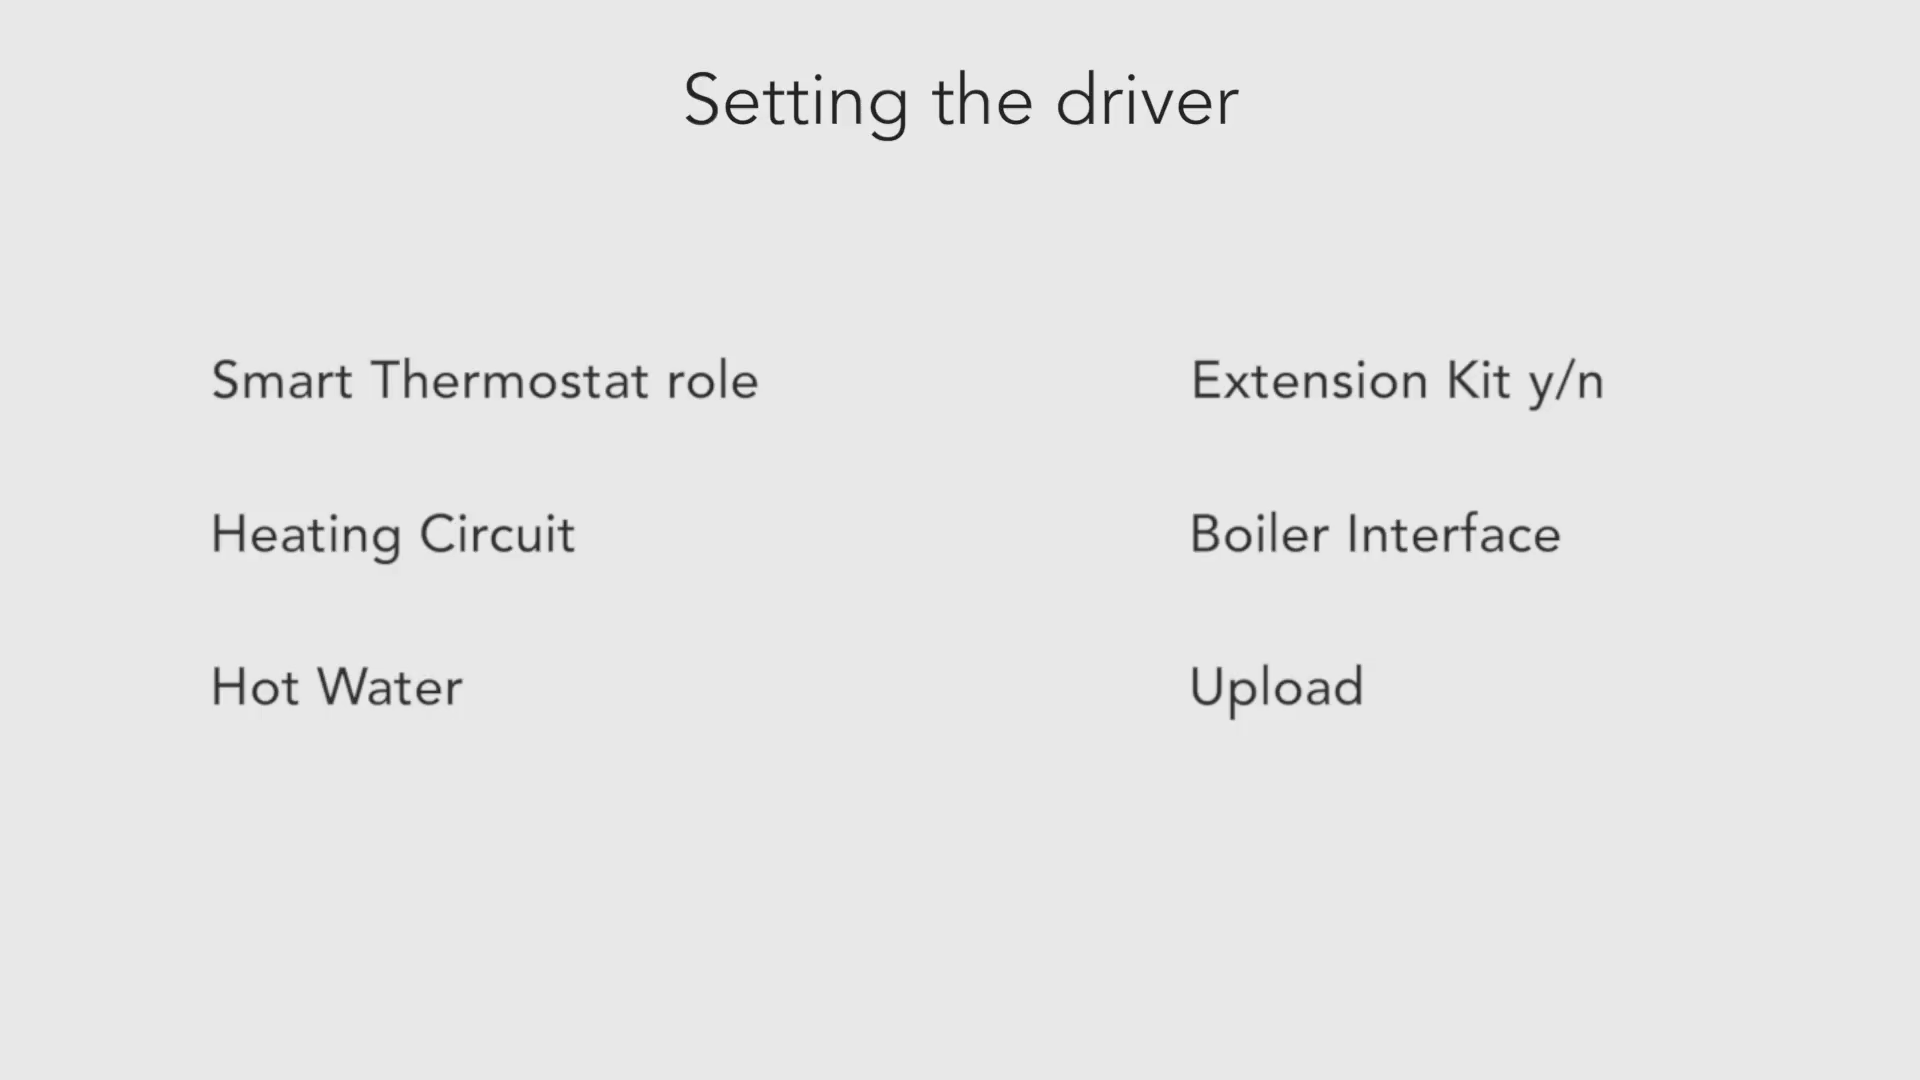 Setting the driver
Smart Thermostat role
Heating Circuit
Hot Water
Extension Kit y/n
Boiler Interface
Upload